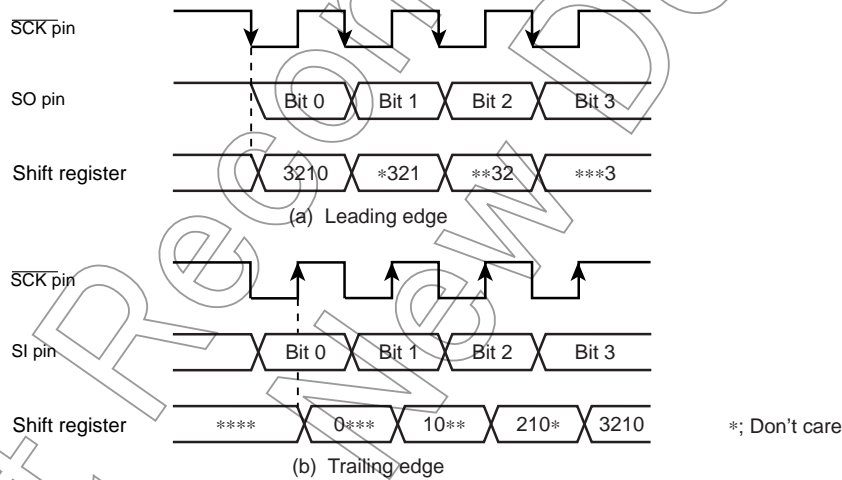 SCK pin
SO pin Bit 0 Bit 1 Bit 2 Bit 3
Shift register 3210 *321 **32 ***3
(a) Leading edge
SCK pin
SI pin Bit 0 Bit 1 Bit 2 Bit 3
Shift register **** 0*** 10** 210* 3210 *; Don't care
(b) Trailing edge